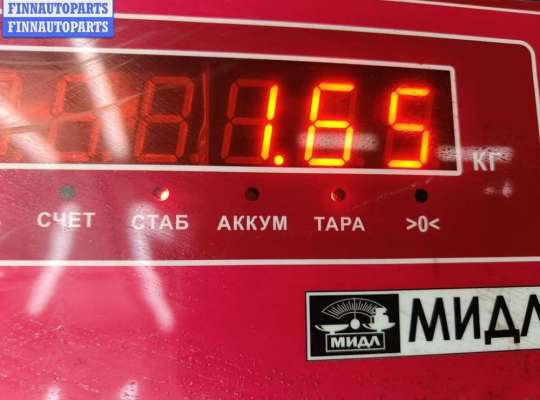 FINNAUTOPARTS
FINNAUTOPARTS
1.65
КГ
СЧЕТ СТАБ АККУМ ТАРА >0<
МИДЛ МИДЛ